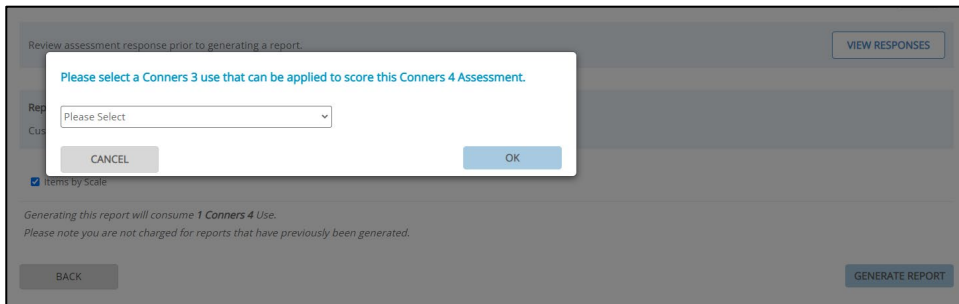 Review assessment response prior to generating a report.
VIEW RESPONSES
Please select a Conners 3 use that can be applied to score this Conners 4 Assessment.
Rep
Please Select
Cus
CANCEL
OK
Items by Scale
Generating this report will consume 1 Conners 4 Use.
Please note you are not charged for reports that have previously been generated.
BACK
GENERATE REPORT